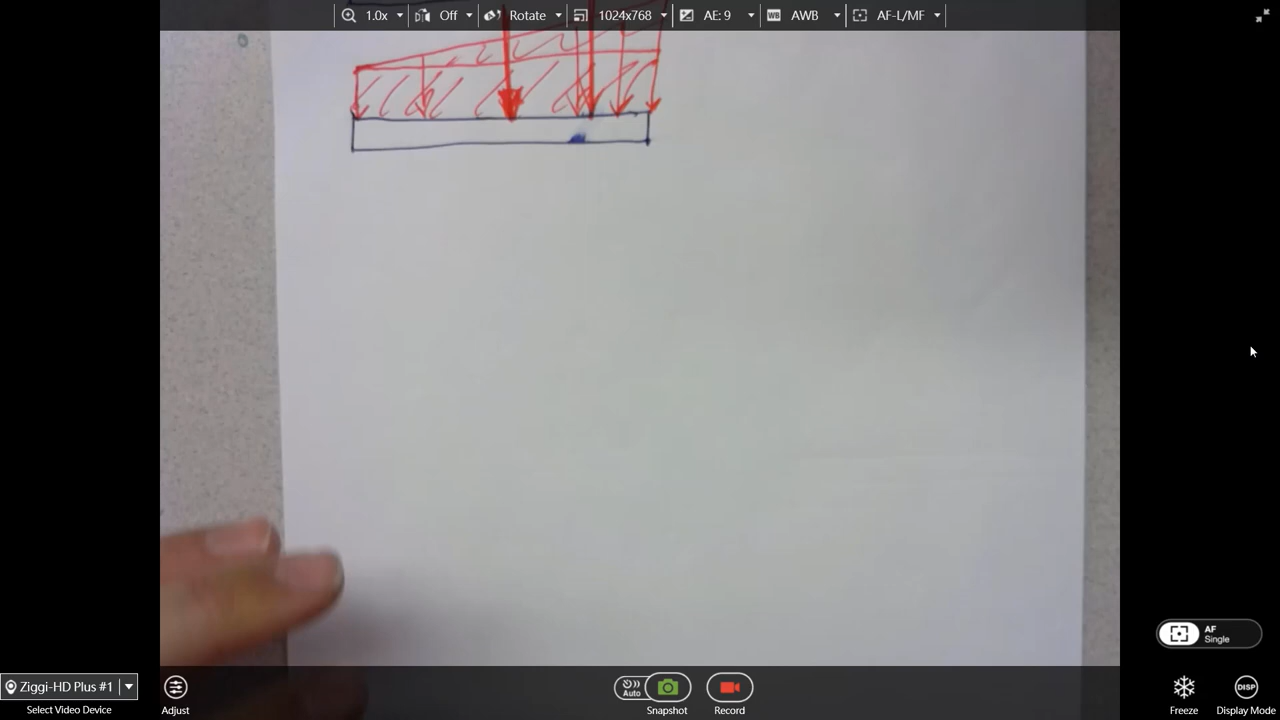 1.0x Off Rotate 1024x768 AE: 9 WB AWB AF-L/MF
AF
Single
Ziggi-HD Plus #1
Select Video Device
Adjust
Auto
Snapshot
Record
Freeze
DISP
Display Mode